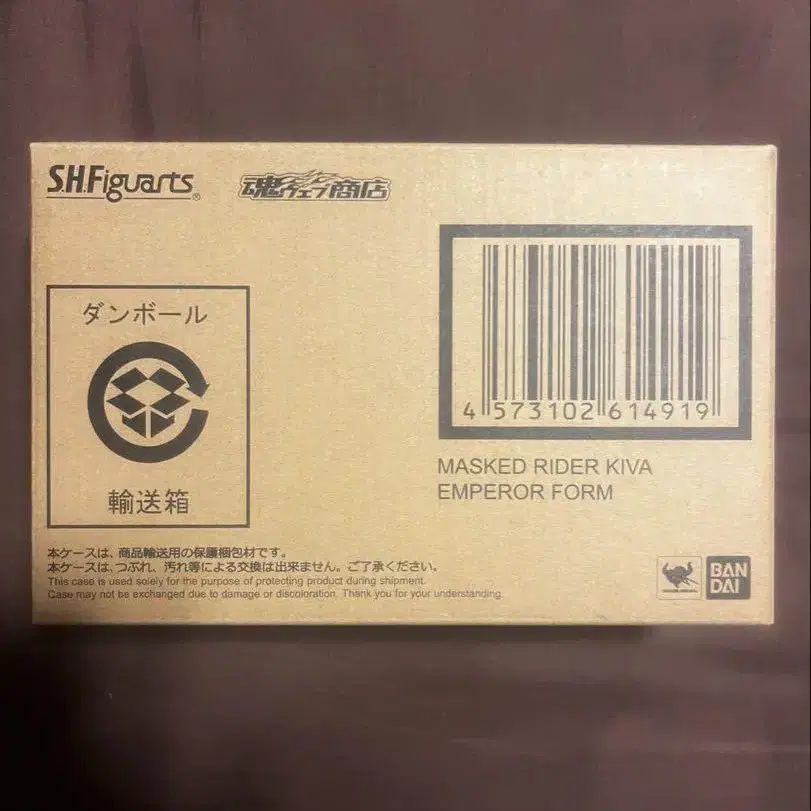 S.H.Figuarts®
魂ウェブ商店
ダンボール
輸送箱
4 573102 614919
MASKED RIDER KIVA
EMPEROR FORM
本ケースは、商品輸送用の保護梱包材です。
本ケースは、つぶれ、汚れ等による交換は出来ません。ご了承ください。
This case is used solely for the purpose of protecting product during shipment.
Case may not be exchanged due to damage or discoloration. Thank you for your understanding.
BAN
DAI